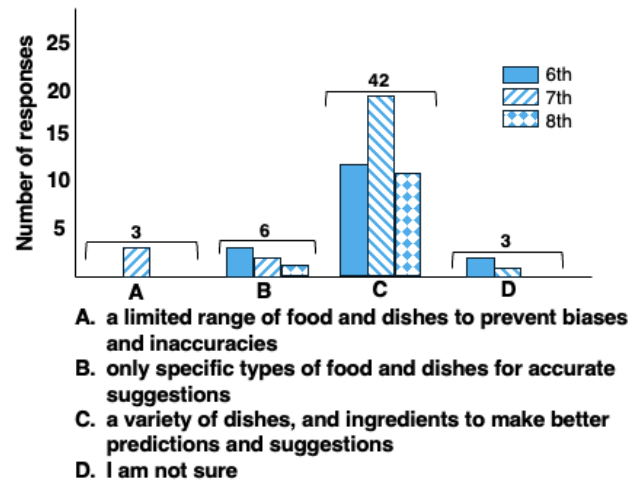 Number of responses
25
20
15
10
5
42
3
6
3
6th
7th
8th
A
B
C
D
A. a limited range of food and dishes to prevent biases
and inaccuracies
B. only specific types of food and dishes for accurate
suggestions
C. a variety of dishes, and ingredients to make better
predictions and suggestions
D. I am not sure